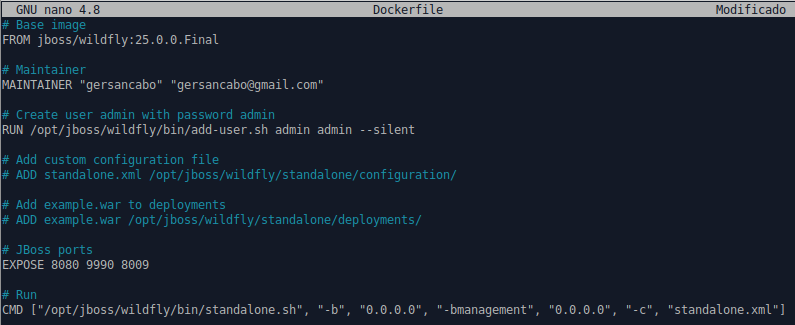 GNU nano 4.8 Dockerfile Modificado
# Base image
FROM jboss/wildfly:25.0.0.Final
# Maintainer
MAINTAINER "gersancabo" "gersancabo@gmail.com"
# Create user admin with password admin
RUN /opt/jboss/wildfly/bin/add-user.sh admin admin --silent
# Add custom configuration file
# ADD standalone.xml /opt/jboss/wildfly/standalone/configuration/
# Add example.war to deployments
# ADD example.war /opt/jboss/wildfly/standalone/deployments/
# JBoss ports
EXPOSE 8080 9990 8009
# Run
CMD ["/opt/jboss/wildfly/bin/standalone.sh", "-b", "0.0.0.0", "-bmanagement", "0.0.0.0", "-c", "standalone.xml"]